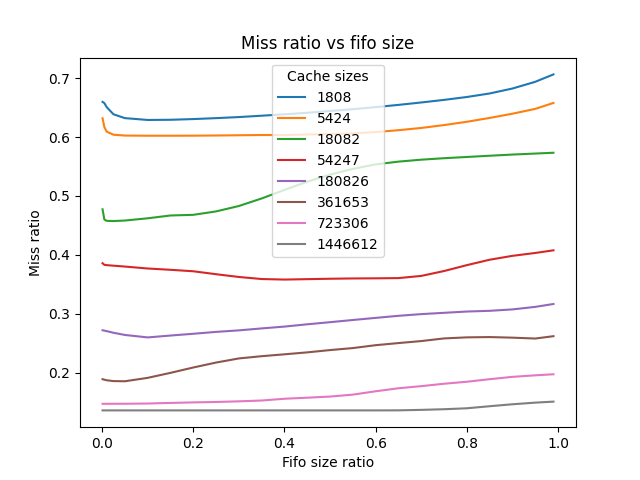 Miss ratio vs fifo size
Cache sizes
1808
5424
18082
54247
180826
361653
723306
1446612
Miss ratio
0.7
0.6
0.5
0.4
0.3
0.2
0.0 0.2 0.4 0.6 0.8 1.0
Fifo size ratio